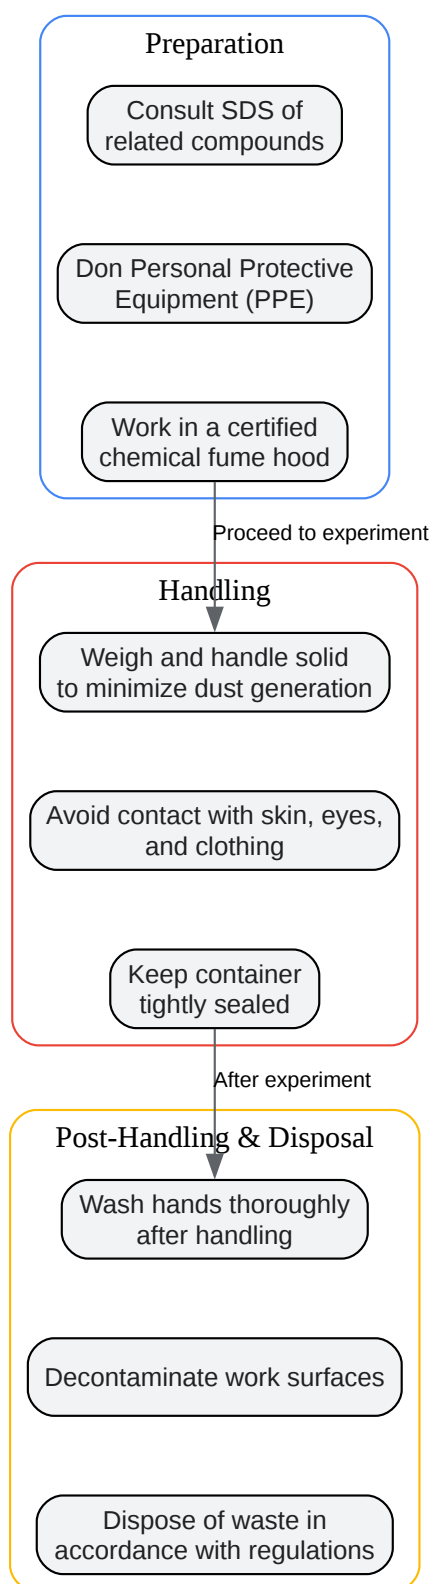 Preparation
Consult SDS of
related compounds
Don Personal Protective
Equipment (PPE)
Work in a certified
chemical fume hood
Proceed to experiment
Handling
Weigh and handle solid
to minimize dust generation
Avoid contact with skin, eyes,
and clothing
Keep container
tightly sealed
After experiment
Post-Handling & Disposal
Wash hands thoroughly
after handling
Decontaminate work surfaces
Dispose of waste in
accordance with regulations